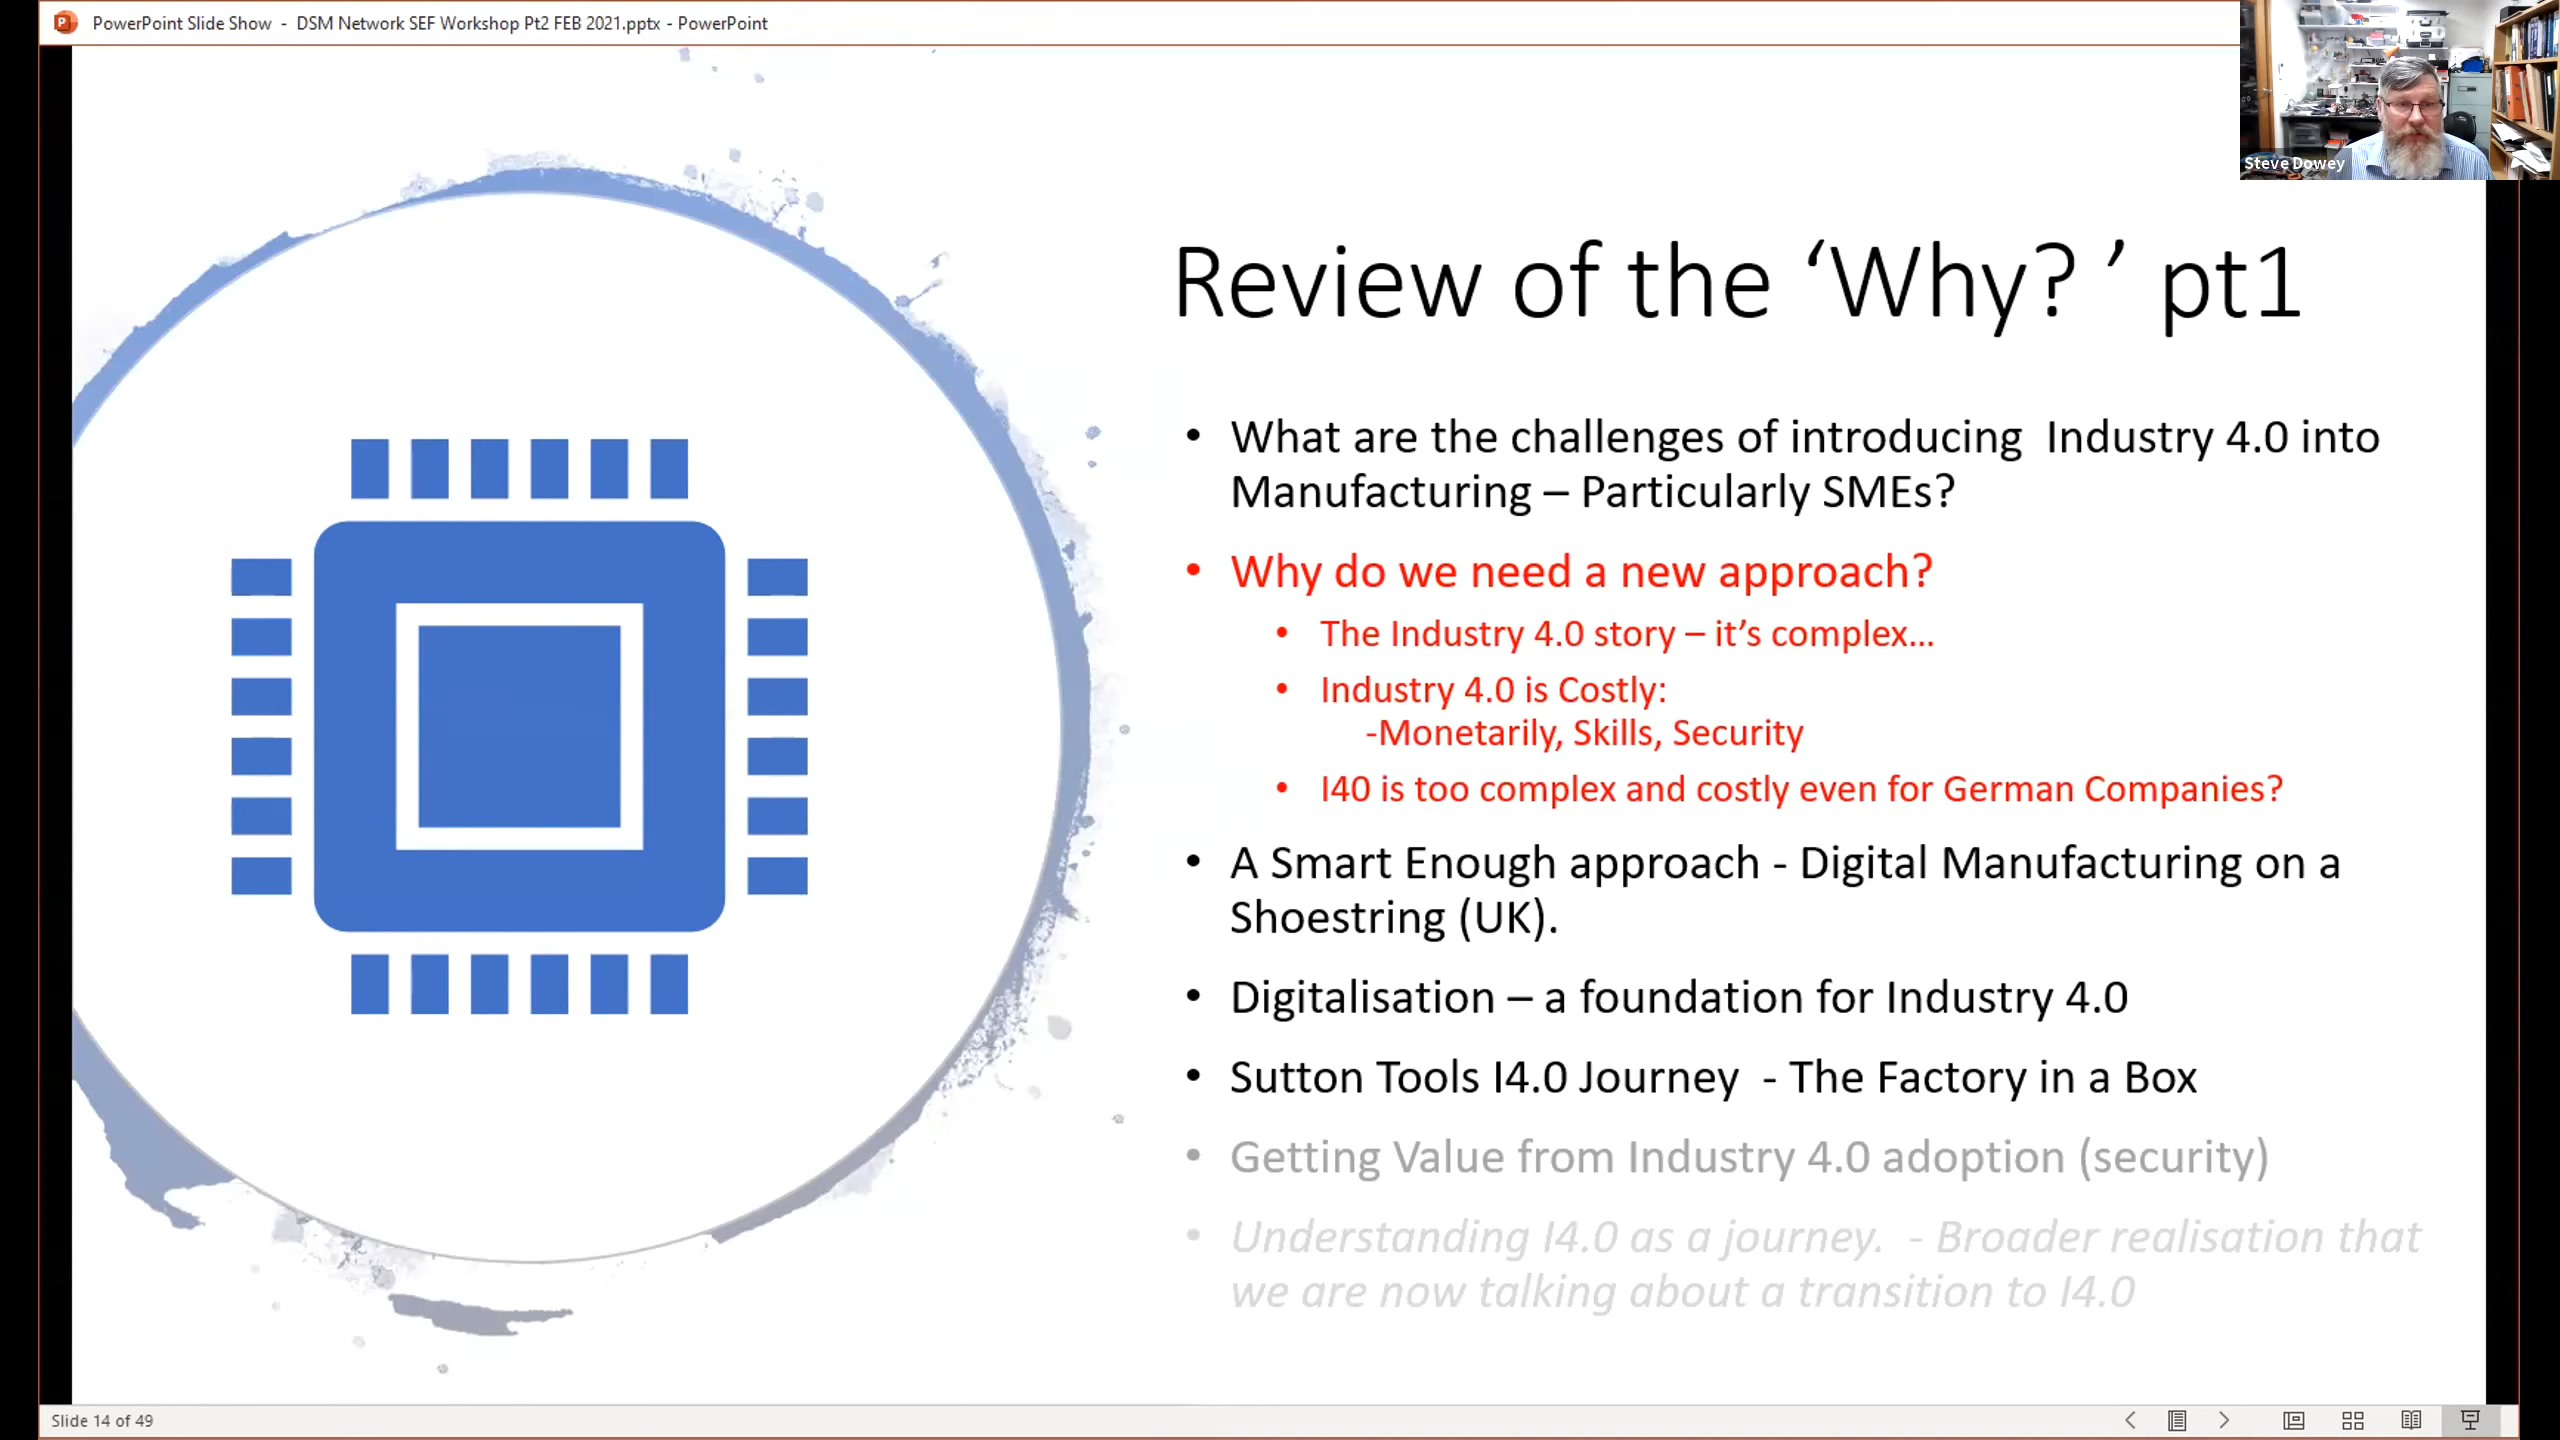 PowerPoint Slide Show - DSM Network SEF Workshop Pt2 FEB 2021.pptx - PowerPoint
Steve Dowey
Review of the ‘Why? ’ pt1
• What are the challenges of introducing  Industry 4.0 into
Manufacturing – Particularly SMEs?
• Why do we need a new approach?
• The Industry 4.0 story – it’s complex...
• Industry 4.0 is Costly:
-Monetarily, Skills, Security
• I40 is too complex and costly even for German Companies?
• A Smart Enough approach - Digital Manufacturing on a
Shoestring (UK).
• Digitalisation – a foundation for Industry 4.0
• Sutton Tools I4.0 Journey  - The Factory in a Box
• Getting Value from Industry 4.0 adoption (security)
• Understanding I4.0 as a journey.  - Broader realisation that
we are now talking about a transition to I4.0
Slide 14 of 49